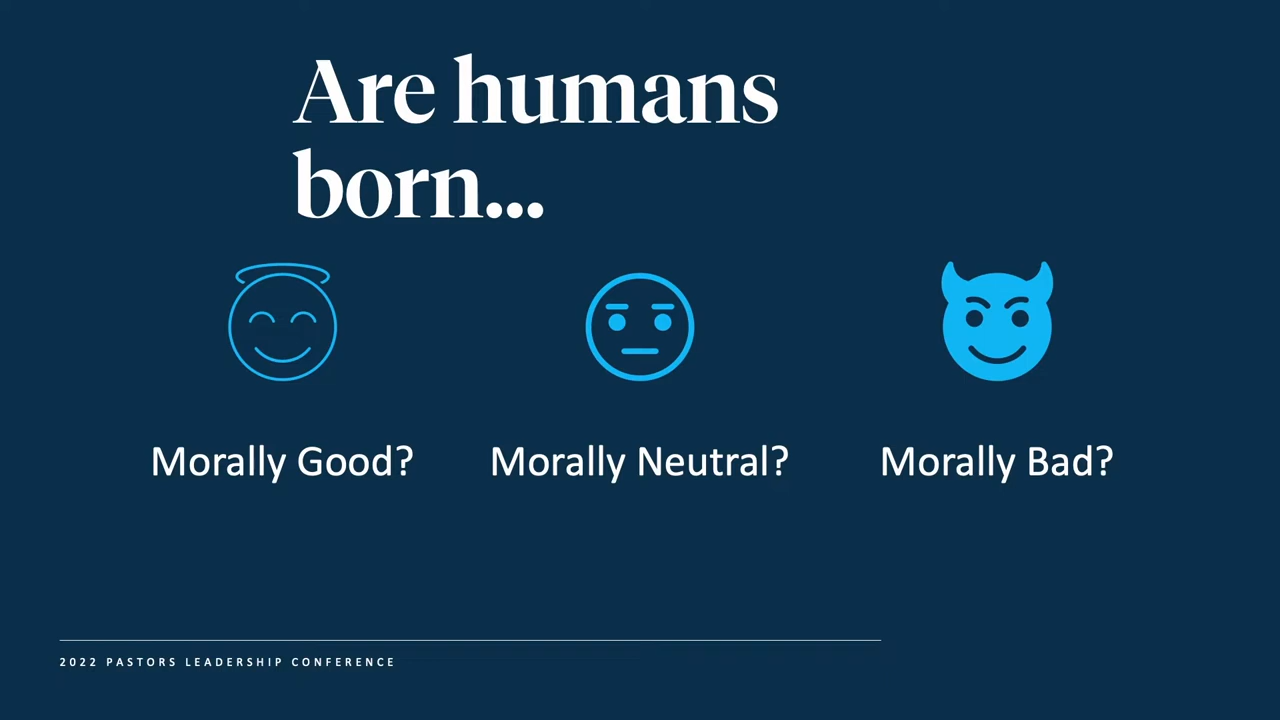 Are humans
born...
Morally Good?
Morally Neutral?
Morally Bad?
2022 PASTORS LEADERSHIP CONFERENCE